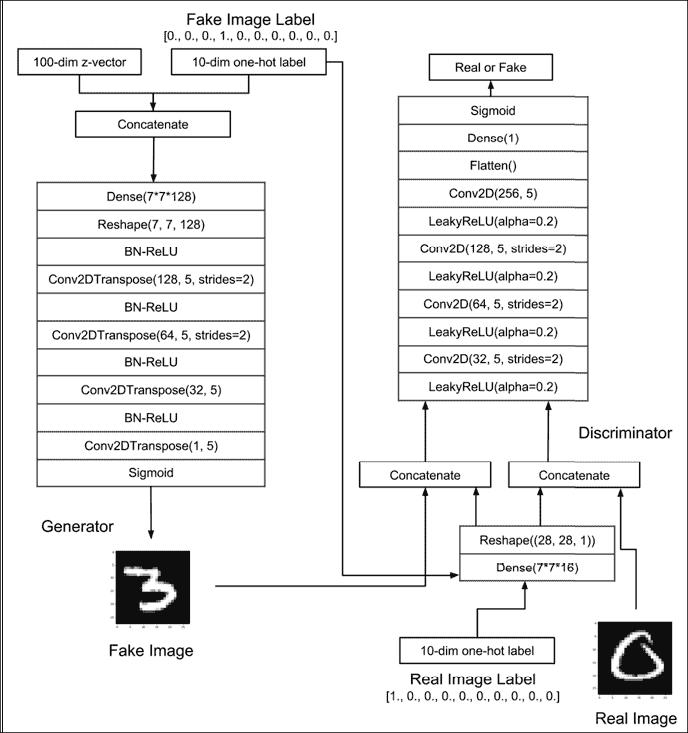 Fake Image Label
[0., 0., 0., 1., 0., 0., 0., 0., 0., 0.]
100-dim z-vector
10-dim one-hot label
Concatenate
Dense(7*7*128)
Reshape(7, 7, 128)
BN-ReLU
Conv2DTranspose(128, 5, strides=2)
BN-ReLU
Conv2DTranspose(64, 5, strides=2)
BN-ReLU
Conv2DTranspose(32, 5)
BN-ReLU
Conv2DTranspose(1, 5)
Sigmoid
Generator
3
Fake Image
Real or Fake
Sigmoid
Dense(1)
Flatten()
Conv2D(256, 5)
LeakyReLU(alpha=0.2)
Conv2D(128, 5, strides=2)
LeakyReLU(alpha=0.2)
Conv2D(64, 5, strides=2)
LeakyReLU(alpha=0.2)
Conv2D(32, 5, strides=2)
LeakyReLU(alpha=0.2)
Discriminator
Concatenate
Concatenate
Reshape((28, 28, 1))
Dense(7*7*16)
10-dim one-hot label
Real Image Label
[1., 0., 0., 0., 0., 0., 0., 0., 0., 0.]
0
Real Image